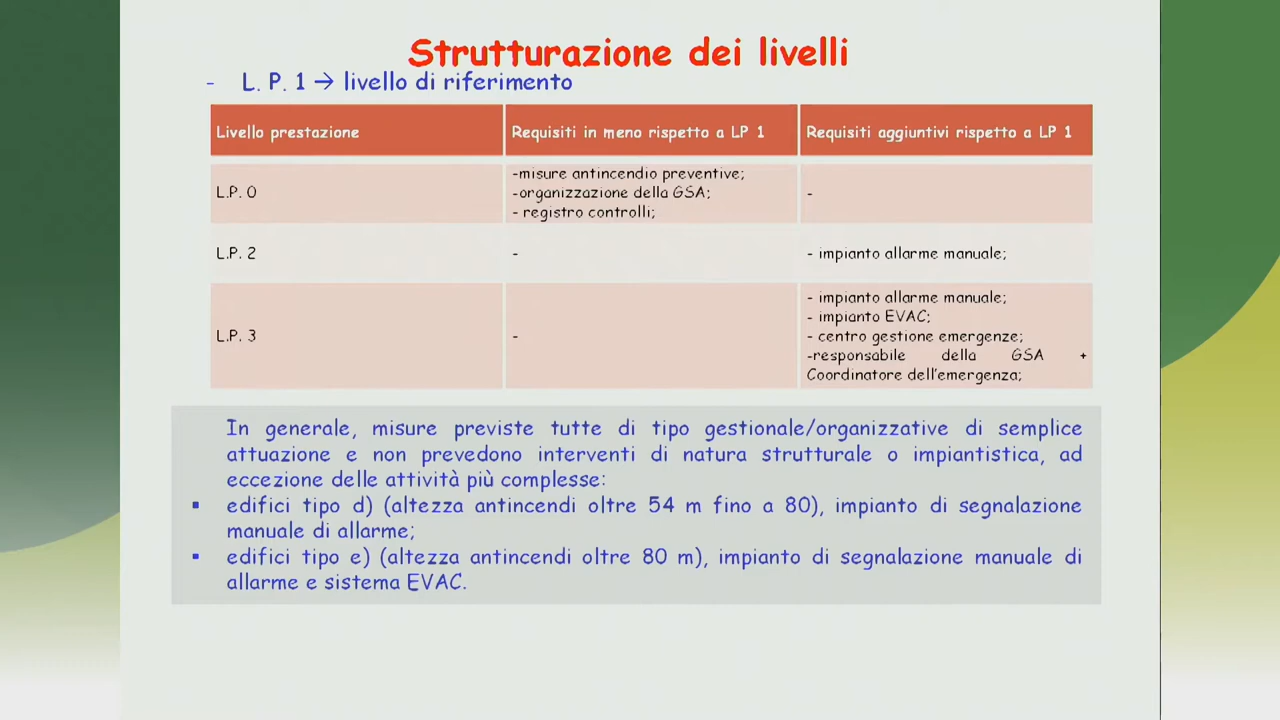 Strutturazione dei livelli
- L. P. 1 → livello di riferimento
Livello prestazione
Requisiti in meno rispetto a LP 1
Requisiti aggiuntivi rispetto a LP 1
L.P. 0
-misure antincendio preventive;
-organizzazione della GSA;
- registro controlli;
-
L.P. 2
-
- impianto allarme manuale;
L.P. 3
-
- impianto allarme manuale;
- impianto EVAC;
- centro gestione emergenze;
-responsabile della GSA +
Coordinatore dell'emergenza;
In generale, misure previste tutte di tipo gestionale/organizzative di semplice
attuazione e non prevedono interventi di natura strutturale o impiantistica, ad
eccezione delle attività più complesse:
▪ edifici tipo d) (altezza antincendi oltre 54 m fino a 80), impianto di segnalazione
manuale di allarme;
▪ edifici tipo e) (altezza antincendi oltre 80 m), impianto di segnalazione manuale di
allarme e sistema EVAC.